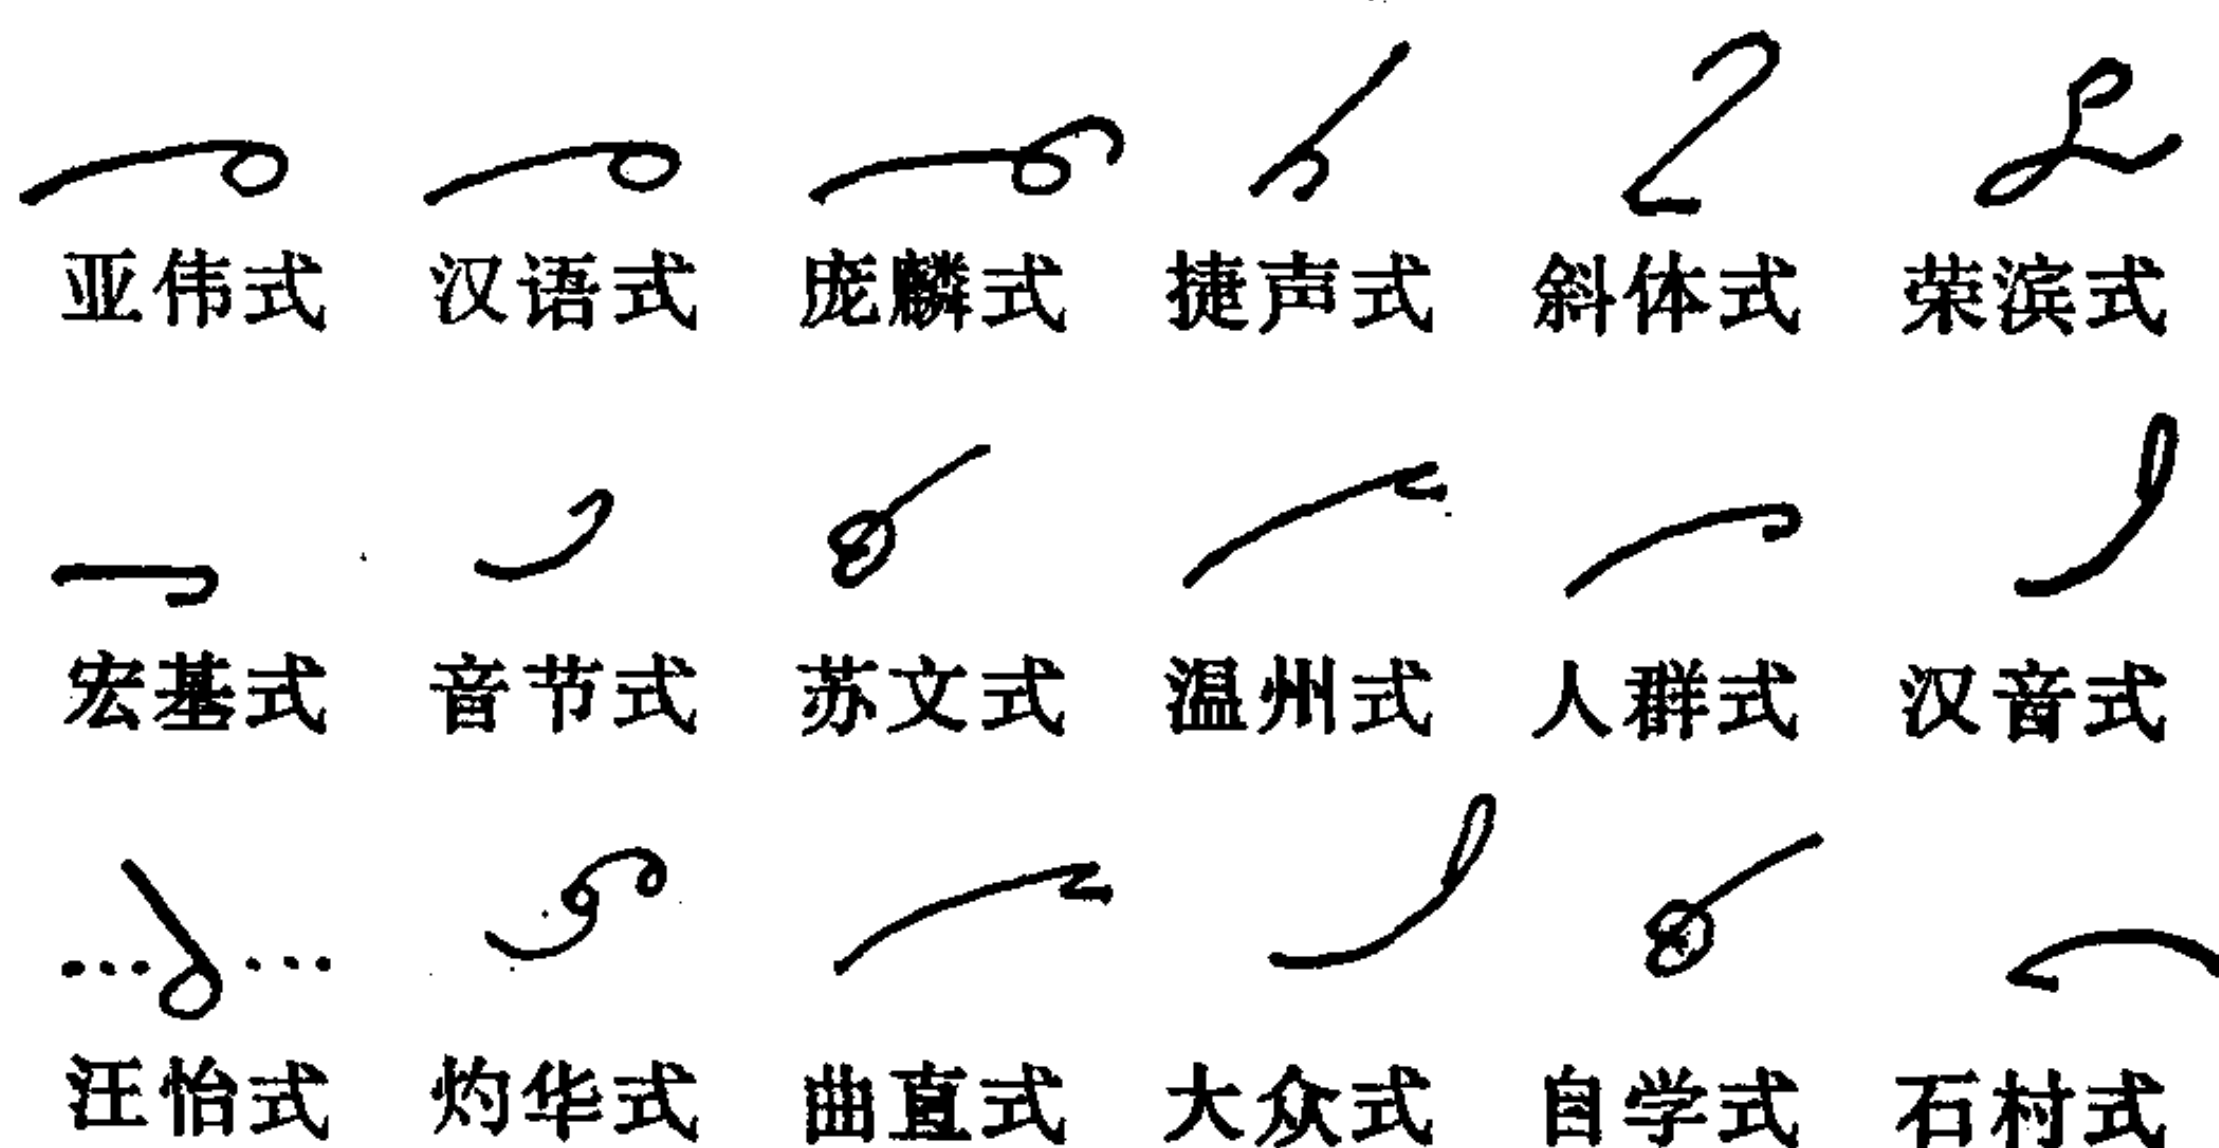 亚伟式 汉语式 庞麟式 捷声式 斜体式 荣滨式
宏基式 音节式 苏文式 温州式 人群式 汉音式
汪怡式 灼华式 曲直式 大众式 自学式 石村式